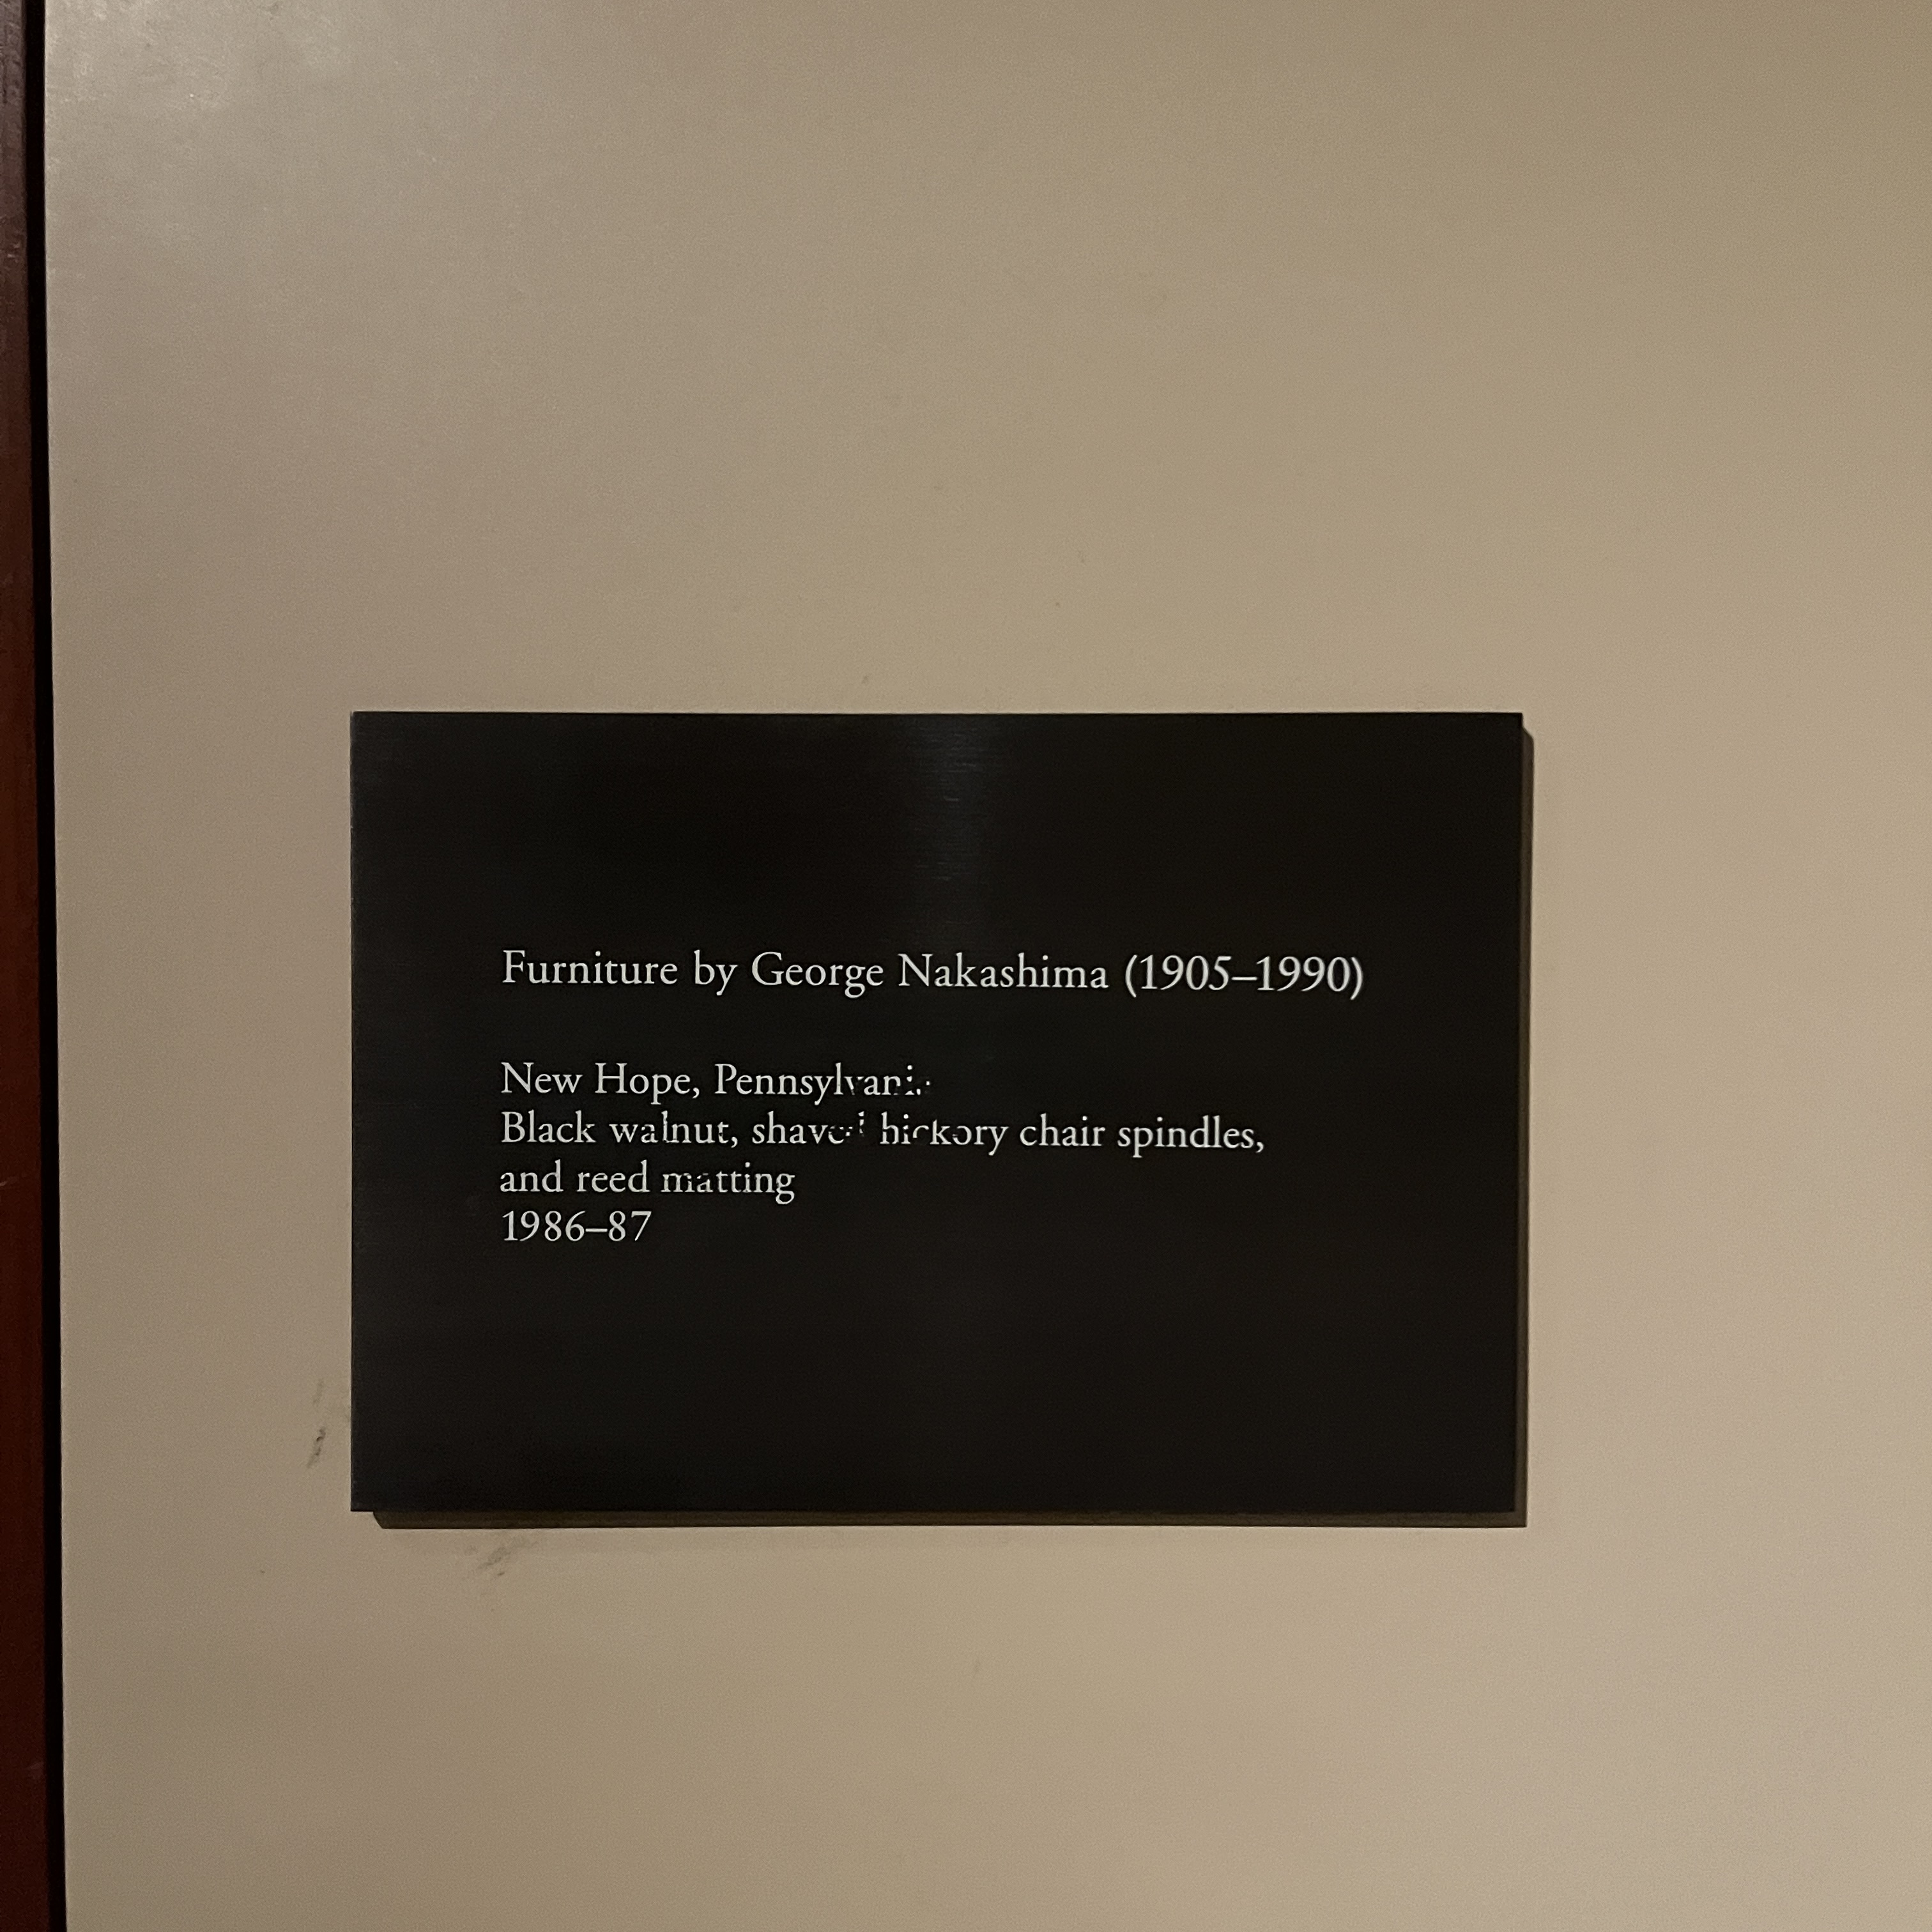 Furniture by George Nakashima (1905–1990)
New Hope, Pennsylvania
Black walnut, shaved hickory chair spindles,
and reed matting
1986–87